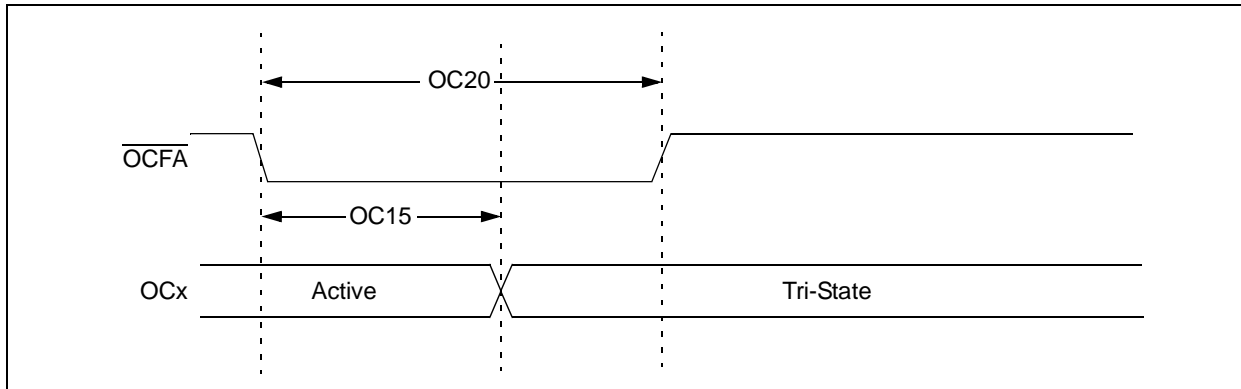 OC20
OCFA
OC15
OCx
Active
Tri-State